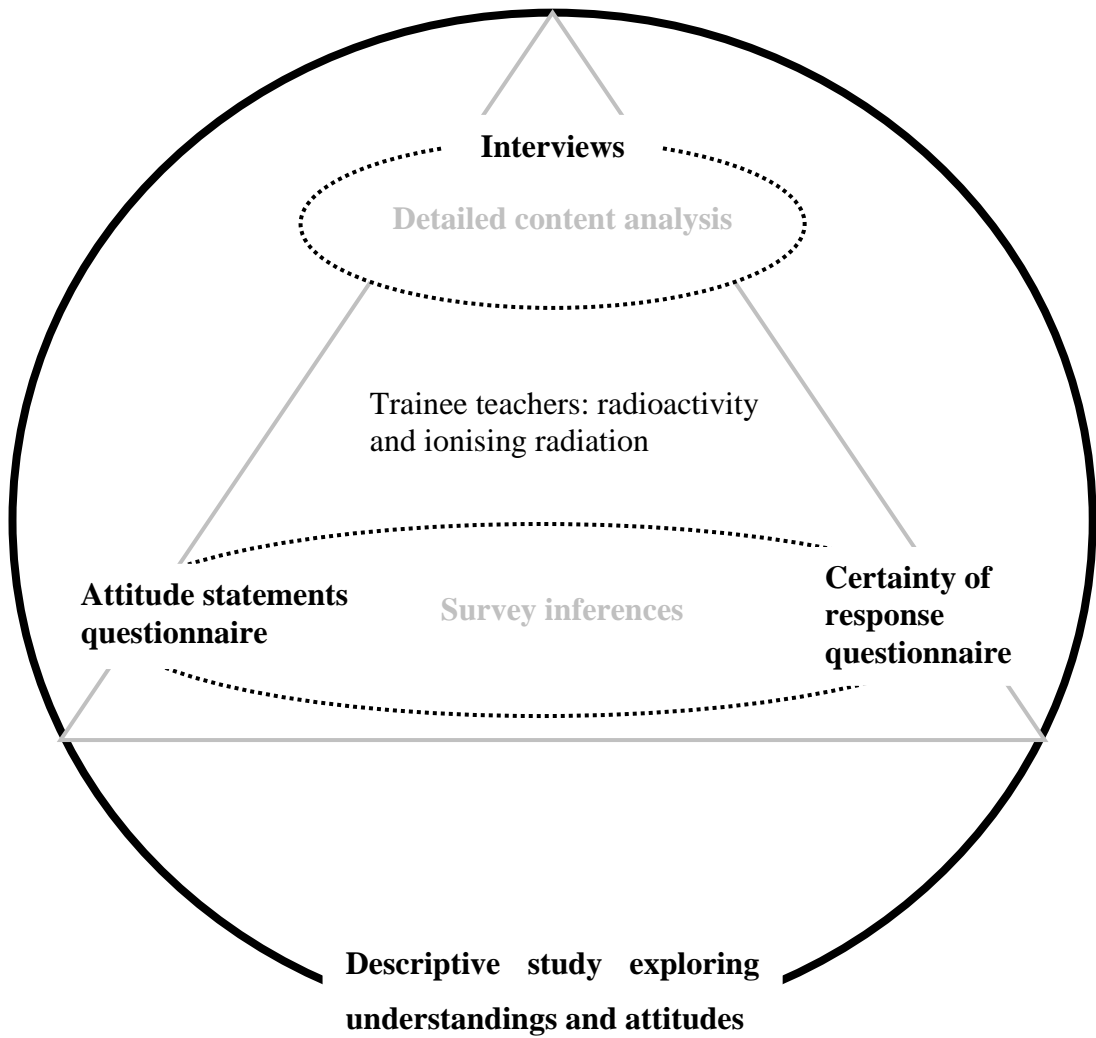 Interviews
Detailed content analysis
Trainee teachers: radioactivity
and ionising radiation
Attitude statements
questionnaire
Survey inferences
Certainty of
response
questionnaire
Descriptive study exploring
understandings and attitudes